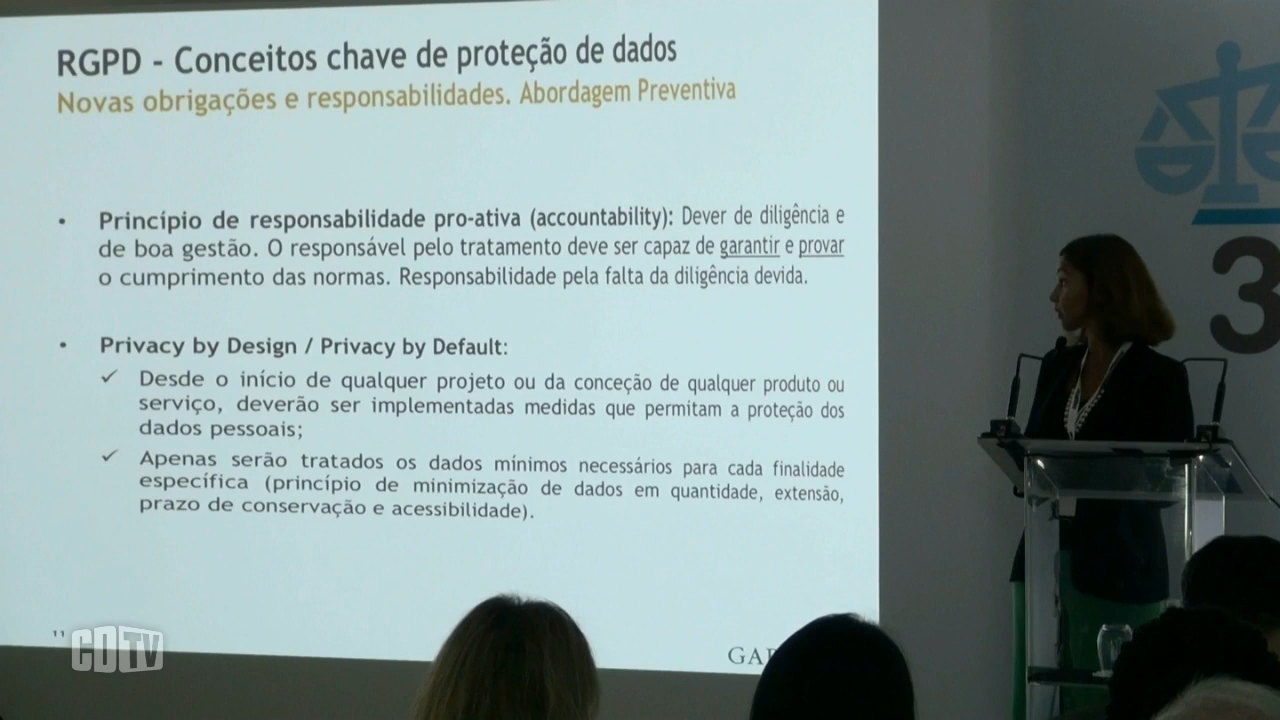 RGPD - Conceitos chave de proteção de dados
Novas obrigações e responsabilidades. Abordagem Preventiva
• Princípio de responsabilidade pro-ativa (accountability): Dever de diligência e
de boa gestão. O responsável pelo tratamento deve ser capaz de garantir e provar
o cumprimento das normas. Responsabilidade pela falta da diligência devida.
• Privacy by Design / Privacy by Default:
✓ Desde o início de qualquer projeto ou da conceção de qualquer produto ou
serviço, deverão ser implementadas medidas que permitam a proteção dos
dados pessoais;
✓ Apenas serão tratados os dados mínimos necessários para cada finalidade
específica (princípio de minimização de dados em quantidade, extensão,
prazo de conservação e acessibilidade).
11
CDTV
3